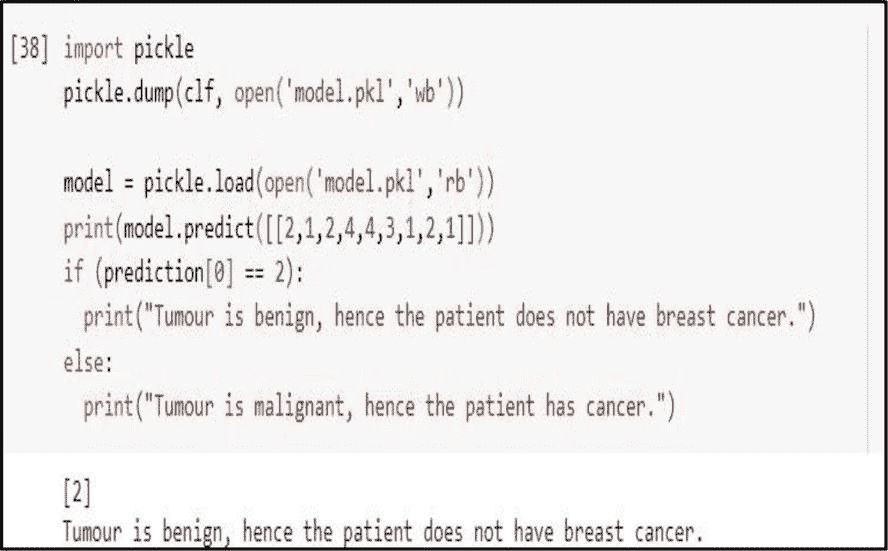 [38] import pickle
pickle.dump(clf, open('model.pkl','wb'))
model = pickle.load(open('model.pkl','rb'))
print(model.predict([[2,1,2,4,4,3,1,2,1]]))
if (prediction[0] == 2):
print("Tumour is benign, hence the patient does not have breast cancer.")
else:
print("Tumour is malignant, hence the patient has cancer.")
[2]
Tumour is benign, hence the patient does not have breast cancer.